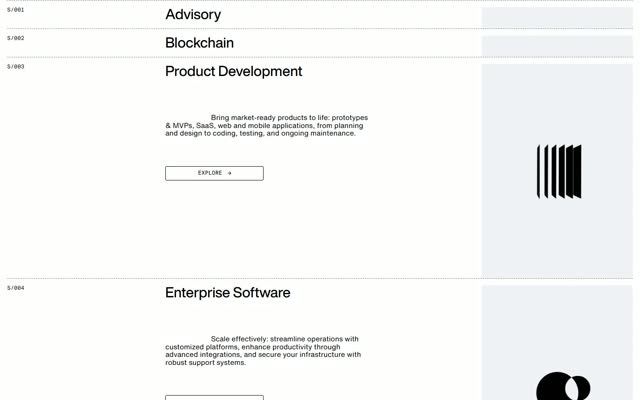 S/001
Advisory
S/002
Blockchain
S/003
Product Development
Bring market-ready products to life: prototypes
& MVPs, SaaS, web and mobile applications, from planning
and design to coding, testing, and ongoing maintenance.
EXPLORE →
S/004
Enterprise Software
Scale effectively: streamline operations with
customized platforms, enhance productivity through
advanced integrations, and secure your infrastructure with
robust support systems.